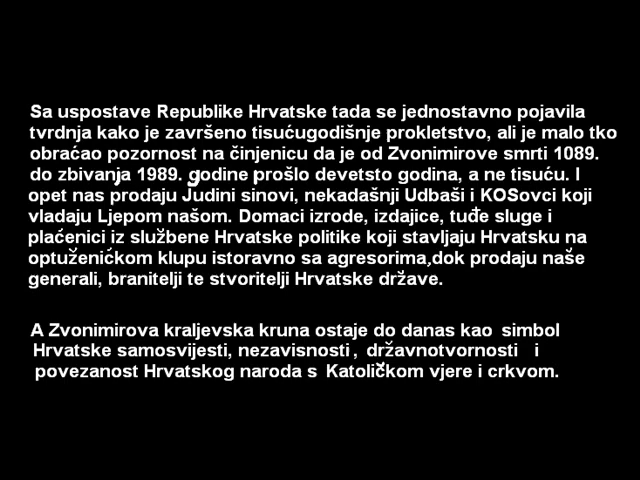 Sa uspostave Republike Hrvatske tada se jednostavno pojavila
tvrdnja kako je završeno tisućugodišnje prokletstvo, ali je malo tko
obraćao pozornost na činjenicu da je od Zvonimirove smrti 1089.
do zbivanja 1989. godine prošlo devetsto godina, a ne tisuću. I
opet nas prodaju Judini sinovi, nekadašnji Udbaši i KOSovci koji
vladaju Ljepom našom. Domaci izrode, izdajice, tuđe sluge i
plaćenici iz službene Hrvatske politike koji stavljaju Hrvatsku na
optuženićkom klupu istoravno sa agresorima,dok prodaju naše
generali, branitelji te stvoritelji Hrvatske države.
A Zvonimirova kraljevska kruna ostaje do danas kao simbol
Hrvatske samosvijesti, nezavisnosti , državnotvornosti i
povezanost Hrvatskog naroda s Katoličkom vjere i crkvom.